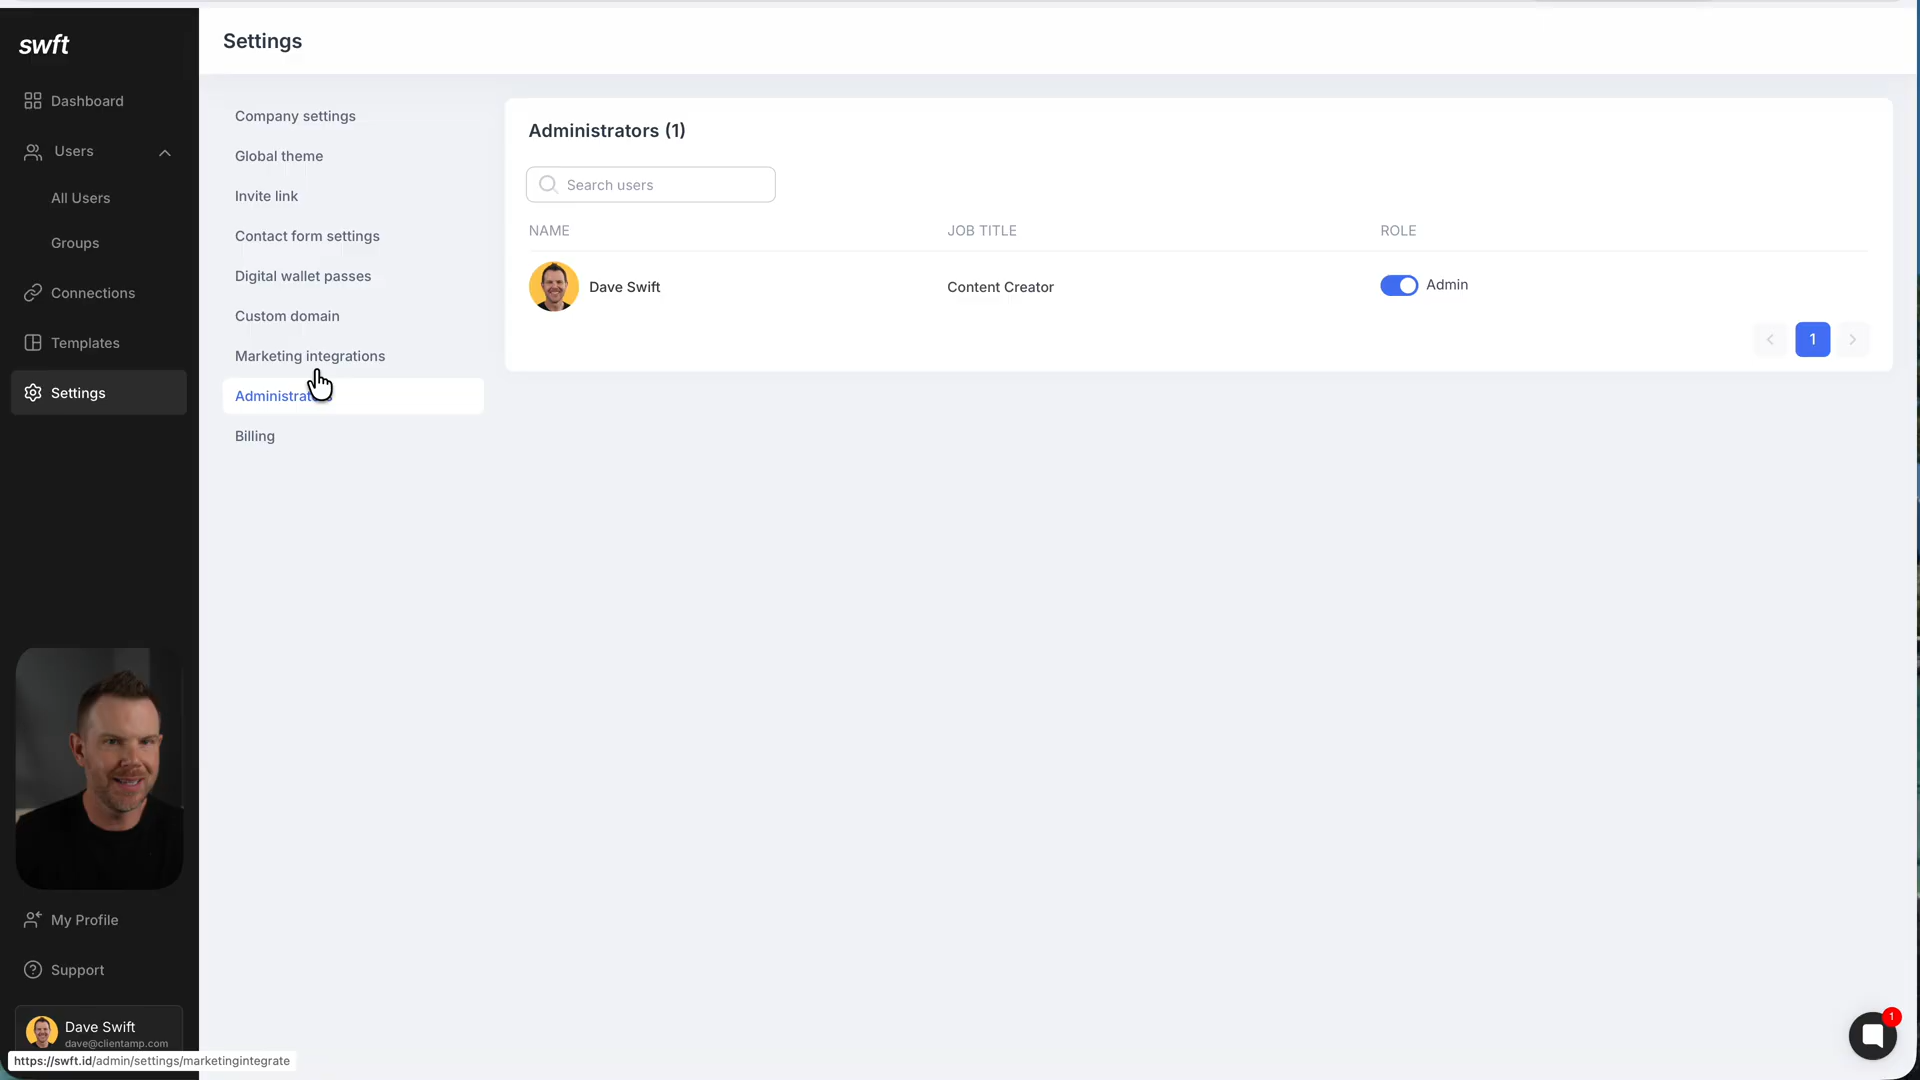 swft
Dashboard
Users
All Users
Groups
Connections
Templates
Settings
My Profile
Support
Dave Swift
dave@clientamp.com
https://swft.id/admin/settings/marketingintegrate
Settings
Company settings
Global theme
Invite link
Contact form settings
Digital wallet passes
Custom domain
Marketing integrations
Administrators
Billing
Administrators (1)
Search users
NAME JOB TITLE ROLE
Dave Swift Content Creator Admin
1
1